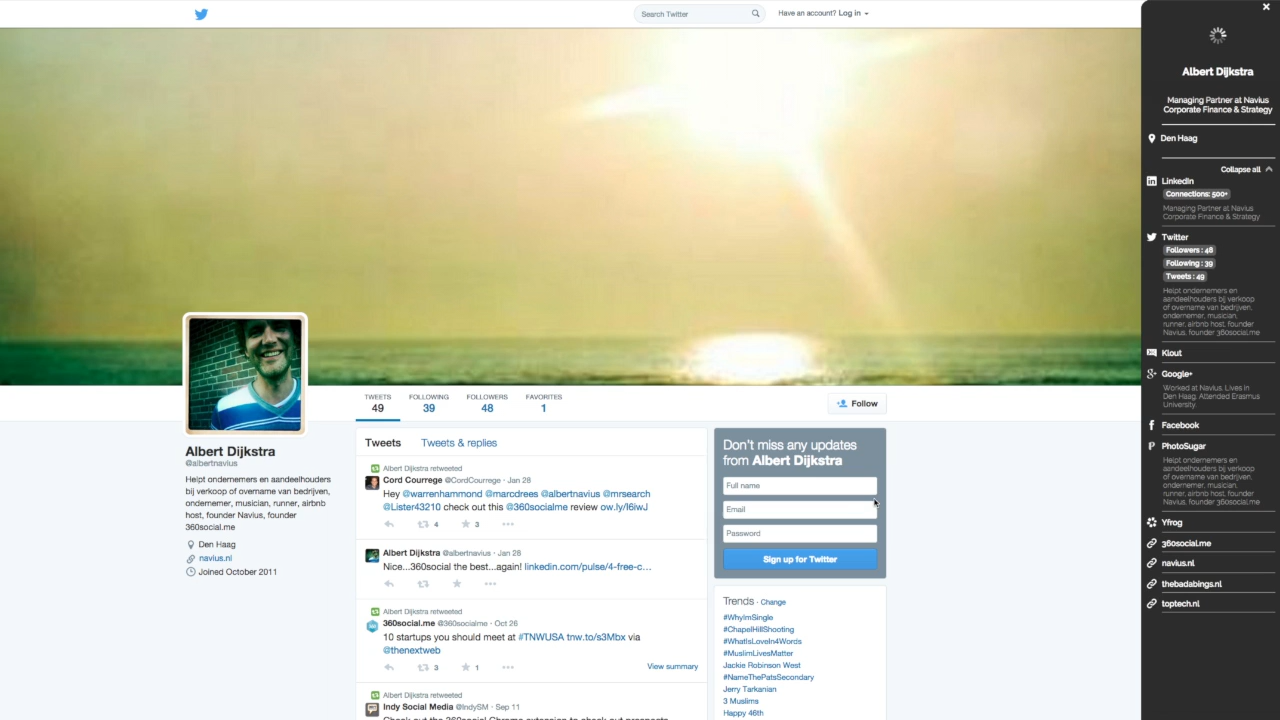 Search Twitter
Have an account? Log in
TWEETS
49
FOLLOWING
39
FOLLOWERS
48
FAVORITES
1
Follow
Albert Dijkstra
@albertnavius
Helpt ondernemers en aandeelhouders
bij verkoop of overname van bedrijven,
ondernemer, musician, runner, airbnb
host, founder Navius, founder
360social.me
Den Haag
navius.nl
Joined October 2011
Tweets
Tweets & replies
Albert Dijkstra retweeted
Cord Courrege @CordCourrege · Jan 28
Hey @warrenhammond @marcdrees @albertnavius @mrsearch
@Lister43210 check out this @360socialme review ow.ly/I6iwJ
4
3
Albert Dijkstra @albertnavius · Jan 28
Nice...360social the best...again! linkedin.com/pulse/4-free-c...
Albert Dijkstra retweeted
360social.me @360socialme · Oct 26
10 startups you should meet at #TNWUSA tnw.to/s3Mbx via
@thenextweb
3
1
View summary
Albert Dijkstra retweeted
Indy Social Media @IndySM · Sep 11
Check out the 360social Chrome extension to check out prospects
Don't miss any updates
from Albert Dijkstra
Full name
Email
Password
Sign up for Twitter
Trends · Change
#WhyImSingle
#ChapelHillShooting
#WhatIsLoveIn4Words
#MuslimLivesMatter
Jackie Robinson West
#NameThePatsSecondary
Jerry Tarkanian
3 Muslims
Happy 46th
Albert Dijkstra
Managing Partner at Navius
Corporate Finance & Strategy
Den Haag
Collapse all
LinkedIn
Connections: 500+
Managing Partner at Navius
Corporate Finance & Strategy
Twitter
Followers : 48
Following : 39
Tweets : 49
Helpt ondernemers en
aandeelhouders bij verkoop
of overname van bedrijven,
ondernemer, musician,
runner, airbnb host, founder
Navius, founder 360social.me
Klout
Google+
Worked at Navius. Lives in
Den Haag. Attended Erasmus
University.
Facebook
PhotoSugar
Helpt ondernemers en
aandeelhouders bij verkoop
of overname van bedrijven,
ondernemer, musician,
runner, airbnb host, founder
Navius, founder 360social.me
Yfrog
360social.me
navius.nl
thebadabings.nl
toptech.nl